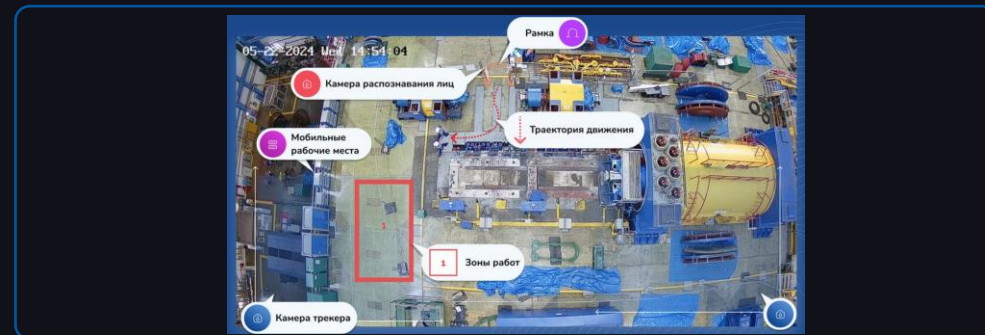 Рамка
05-22-2024 Wed 14:54:04
Камера распознавания лиц
Траектория движения
Мобильные
рабочие места
1
1 Зоны работ
Камера трекера